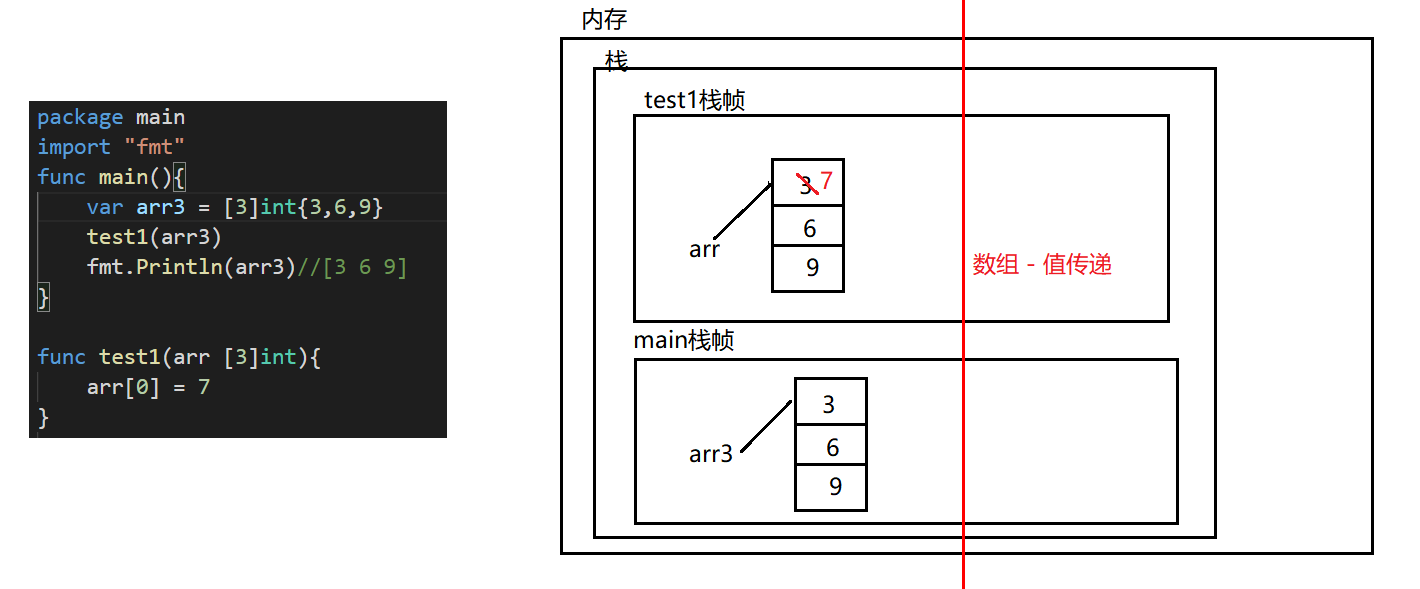 package main
import "fmt"
func main(){
    var arr3 = [3]int{3,6,9}
    test1(arr3)
    fmt.Println(arr3)//[3 6 9]
}
func test1(arr [3]int){
    arr[0] = 7
}
内存
栈
test1栈帧
3 7
6
arr
9
数组 - 值传递
main栈帧
3
6
arr3
9